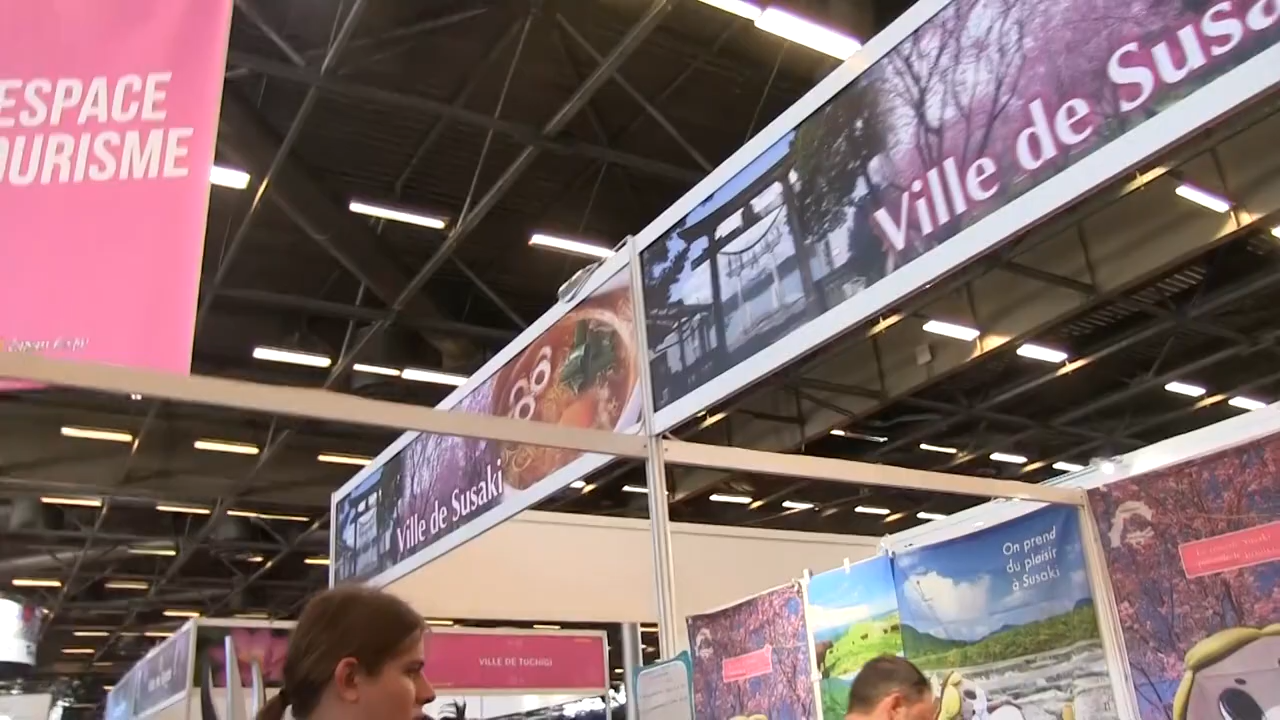 ESPACE
OURISME
Ville de Susa
Ville de Susaki
On prend
du plaisir
à Susaki
VILLE DE TOCHIGI